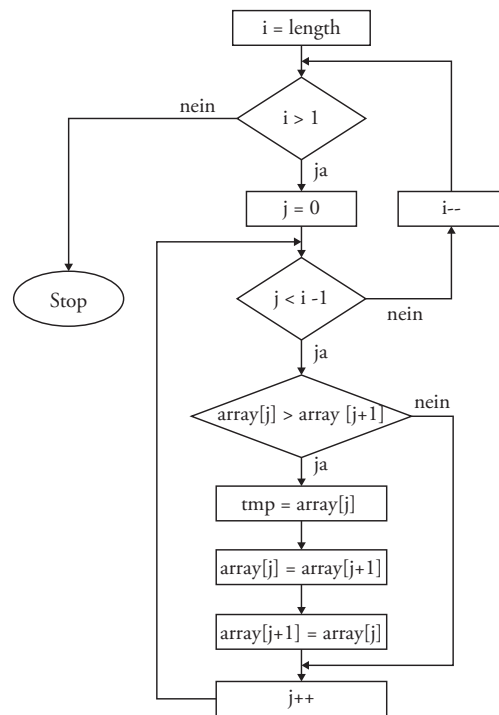 i = length
i > 1
nein
ja
j = 0
i--
Stop
j < i -1
nein
ja
array[j] > array [j+1]
nein
ja
tmp = array[j]
array[j] = array[j+1]
array[j+1] = array[j]
j++